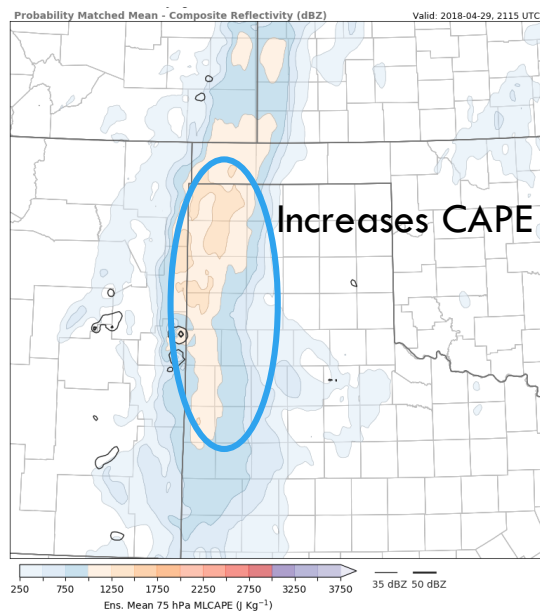 Probability Matched Mean - Composite Reflectivity (dBZ) Valid: 2018-04-29, 2115 UTC
Increases CAPE
250 750 1250 1750 2250 2750 3250 3750
35 dBZ 50 dBZ
Ens. Mean 75 hPa MLCAPE (J Kg⁻¹)